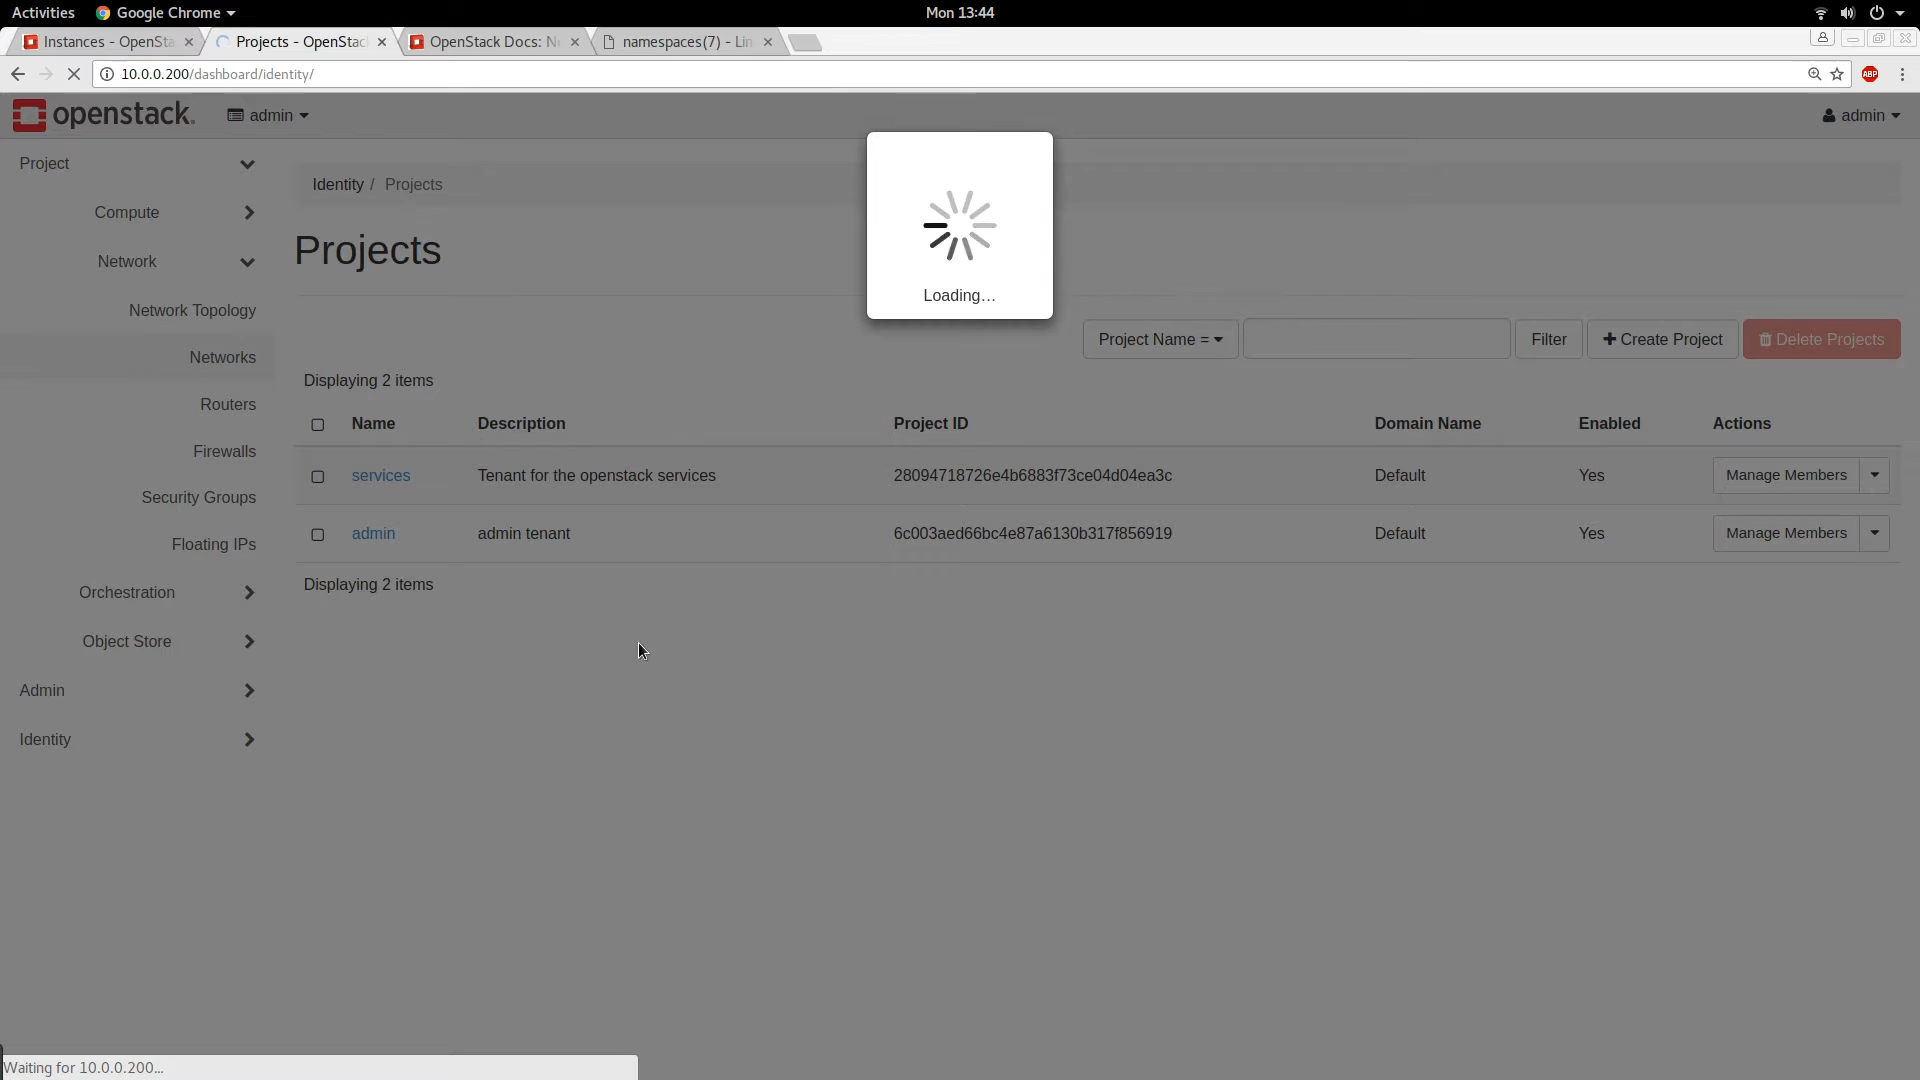 Activities Google Chrome Mon 13:44
Instances - OpenSta Projects - OpenStac OpenStack Docs: N namespaces(7) - Lin
10.0.0.200/dashboard/identity/ ABP
openstack. admin admin
Project
Identity / Projects
Compute
Projects
Network
Loading…
Network Topology
Project Name = Filter Create Project Delete Projects
Networks
Displaying 2 items
Routers
Name Description Project ID Domain Name Enabled Actions
Firewalls
services Tenant for the openstack services 28094718726e4b6883f73ce04d04ea3c Default Yes Manage Members
Security Groups
admin admin tenant 6c003aed66bc4e87a6130b317f856919 Default Yes Manage Members
Floating IPs
Displaying 2 items
Orchestration
Object Store
Admin
Identity
Waiting for 10.0.0.200...